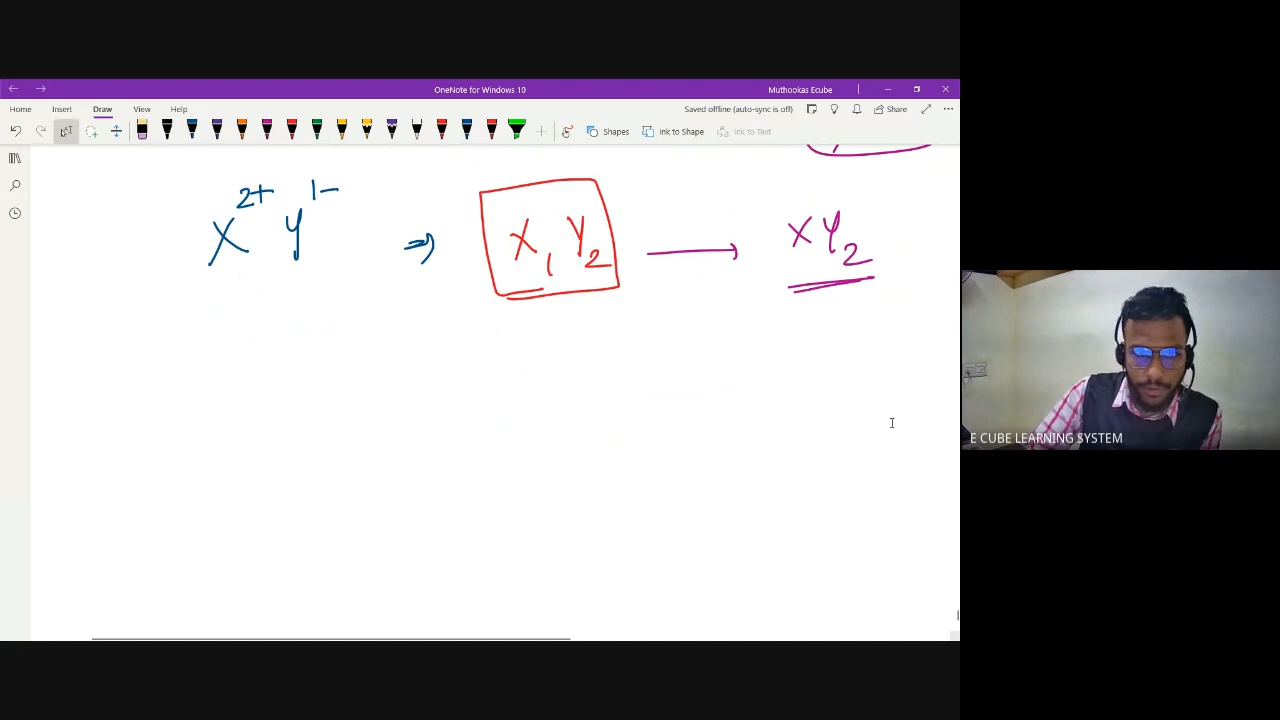 OneNote for Windows 10
Muthookas Ecube
Home Insert Draw View Help
Saved offline (auto-sync is off)
Share
Shapes
Ink to Shape
Ink to Text
X²⁺ Y¹⁻ ⇒ X₁ Y₂ → XY₂
E CUBE LEARNING SYSTEM